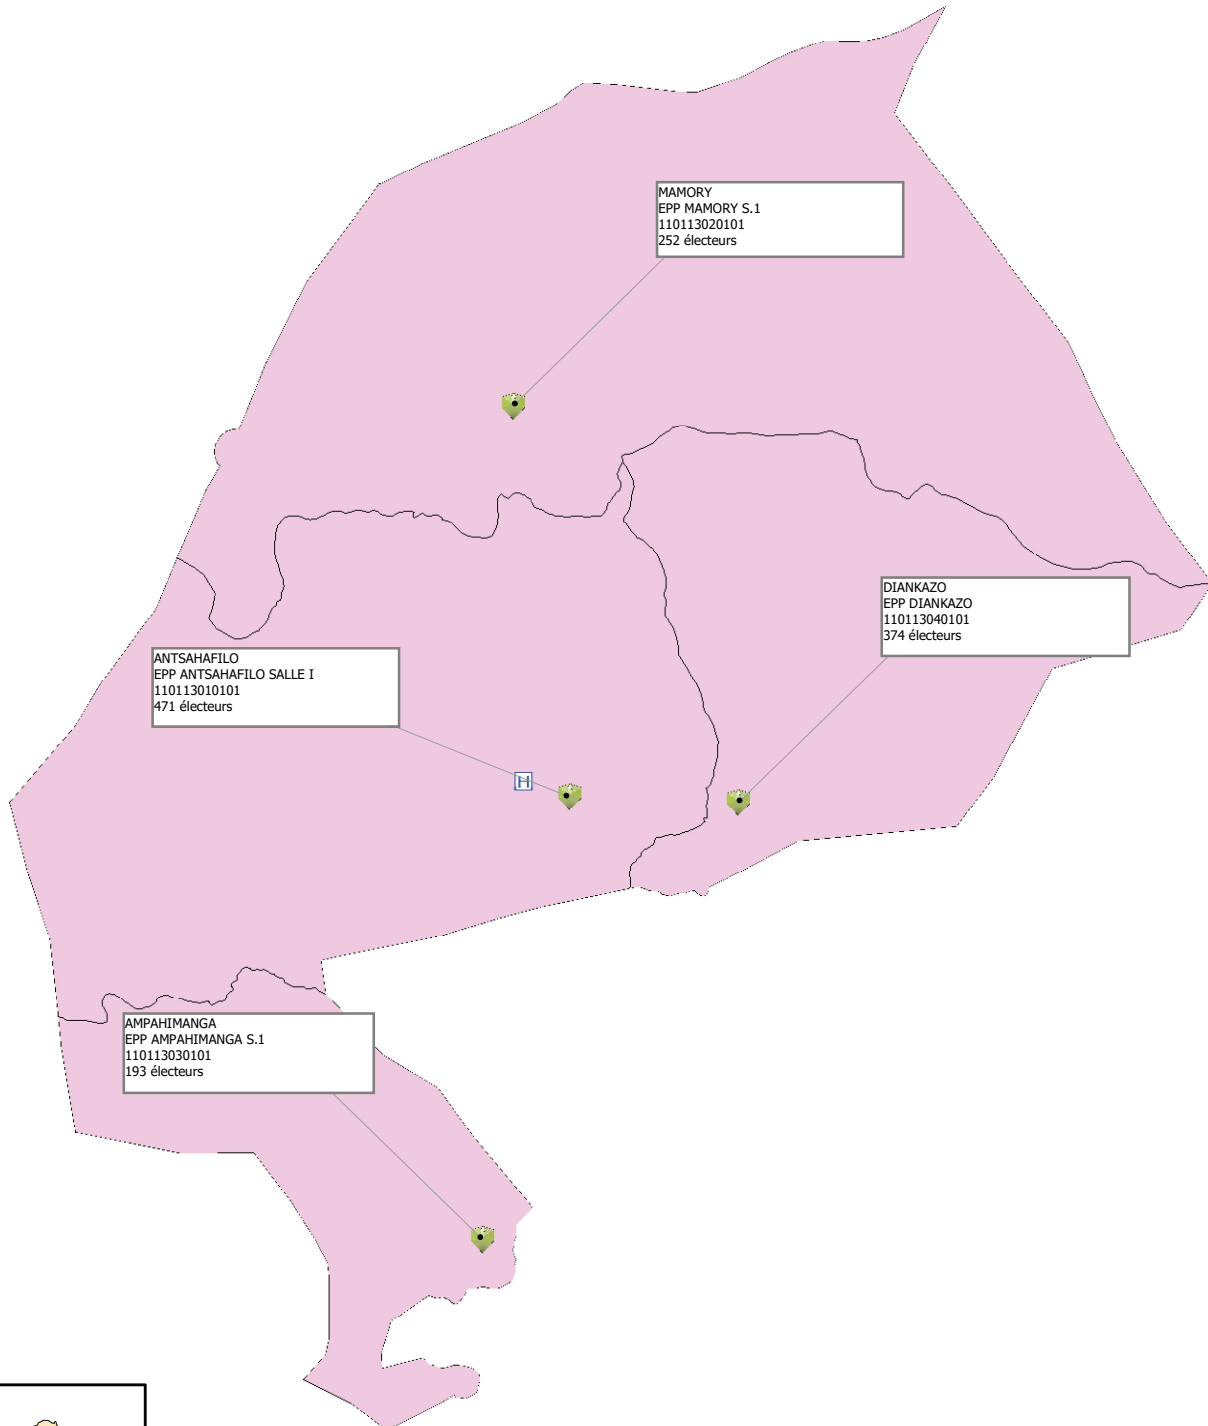 MAMORY
EPP MAMORY S.1
110113020101
252 électeurs
DIANKAZO
EPP DIANKAZO
110113040101
374 électeurs
ANTSAHAFILO
EPP ANTSAHAFILO SALLE I
110113010101
471 électeurs
H
AMPAHIMANGA
EPP AMPAHIMANGA S.1
110113030101
193 électeurs